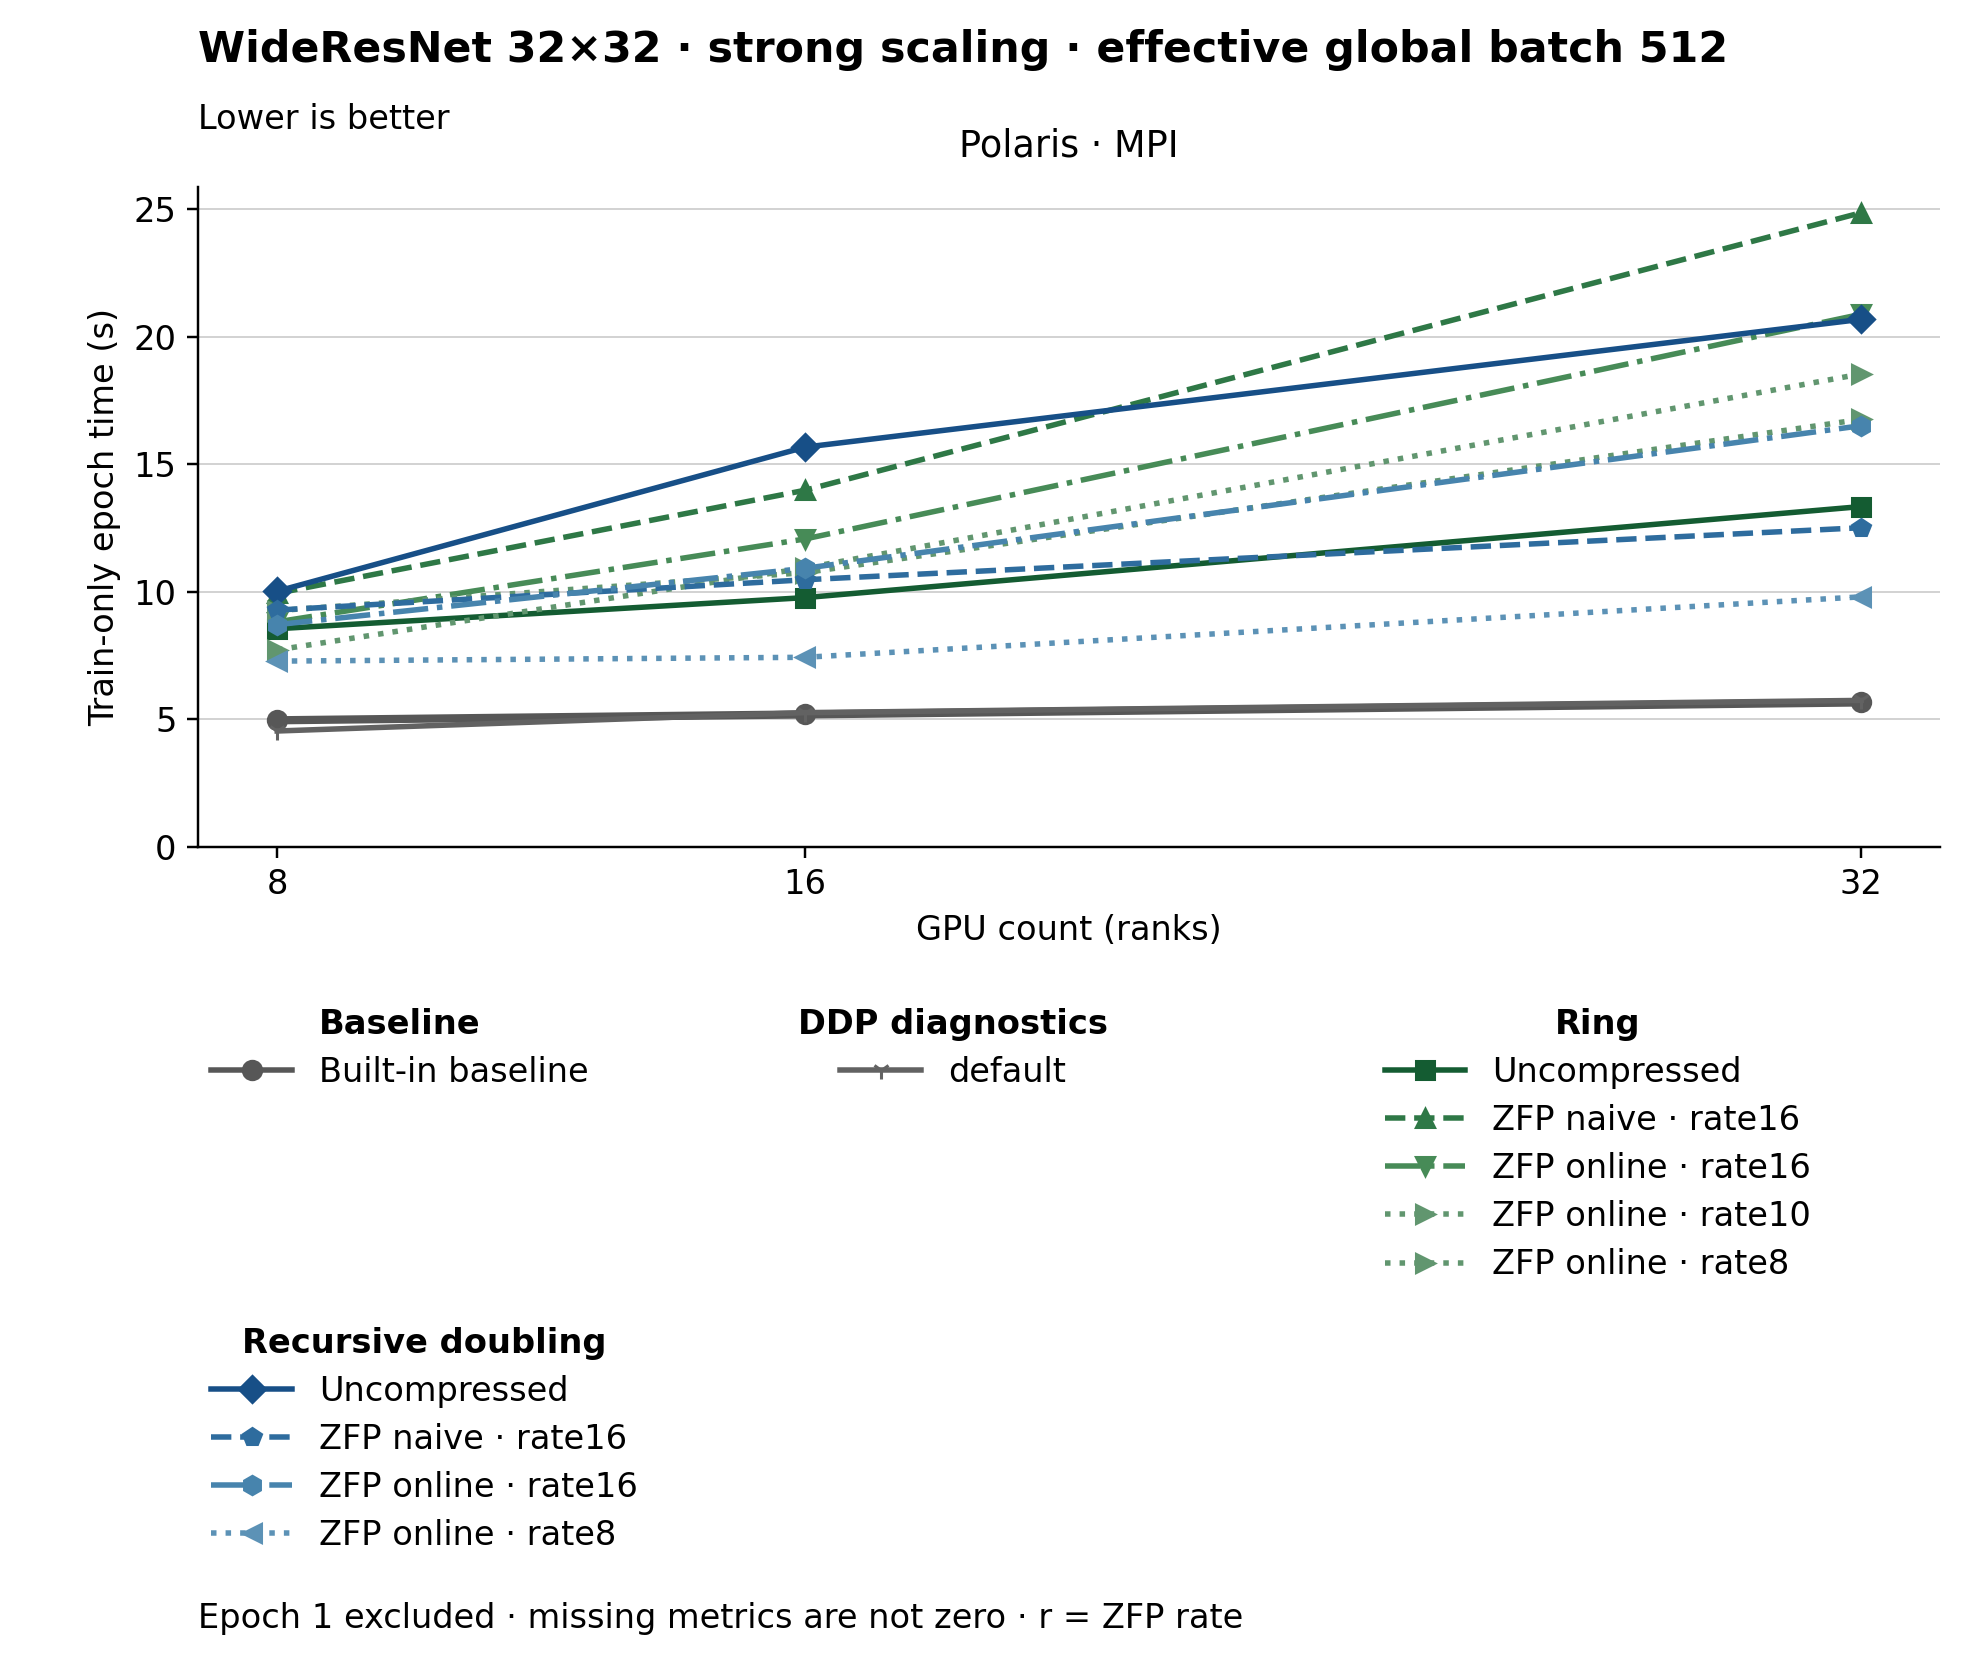 WideResNet 32×32 · strong scaling · effective global batch 512
Lower is better
Polaris · MPI
Train-only epoch time (s)
25
20
15
10
5
0
8 16 32
GPU count (ranks)
Baseline
Built-in baseline
DDP diagnostics
default
Ring
Uncompressed
ZFP naive · rate16
ZFP online · rate16
ZFP online · rate10
ZFP online · rate8
Recursive doubling
Uncompressed
ZFP naive · rate16
ZFP online · rate16
ZFP online · rate8
Epoch 1 excluded · missing metrics are not zero · r = ZFP rate